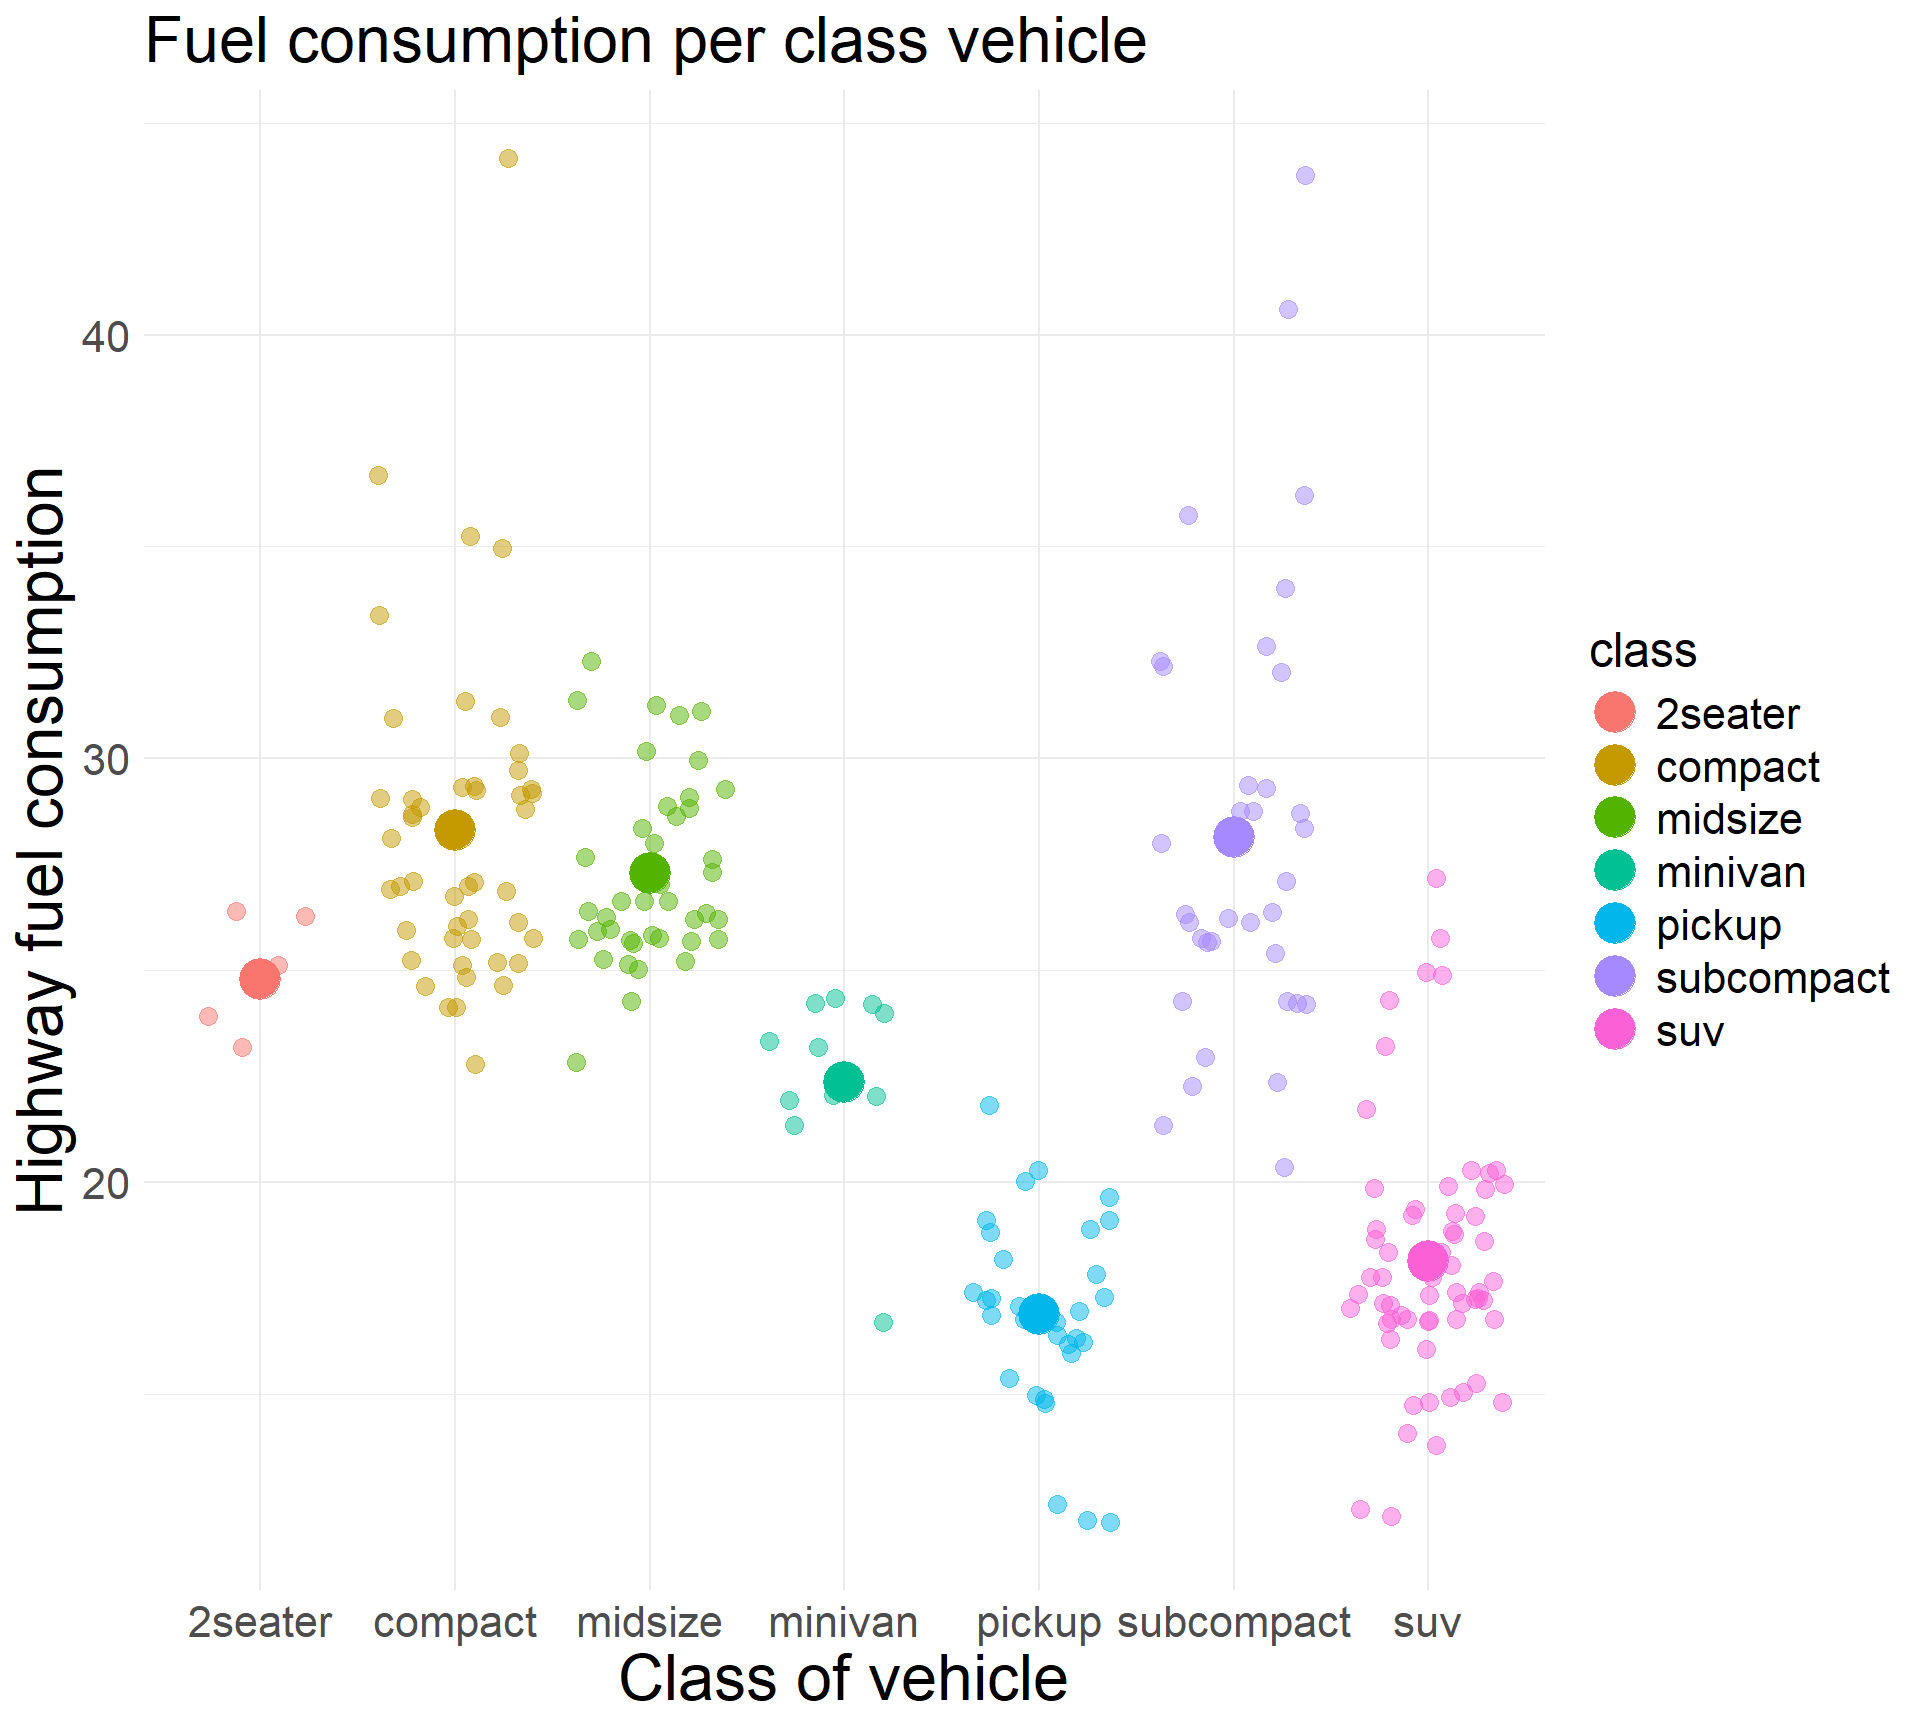 Fuel consumption per class vehicle
Highway fuel consumption
40
30
20
2seater compact midsize minivan pickup subcompact suv
Class of vehicle
class
2seater
compact
midsize
minivan
pickup
subcompact
suv